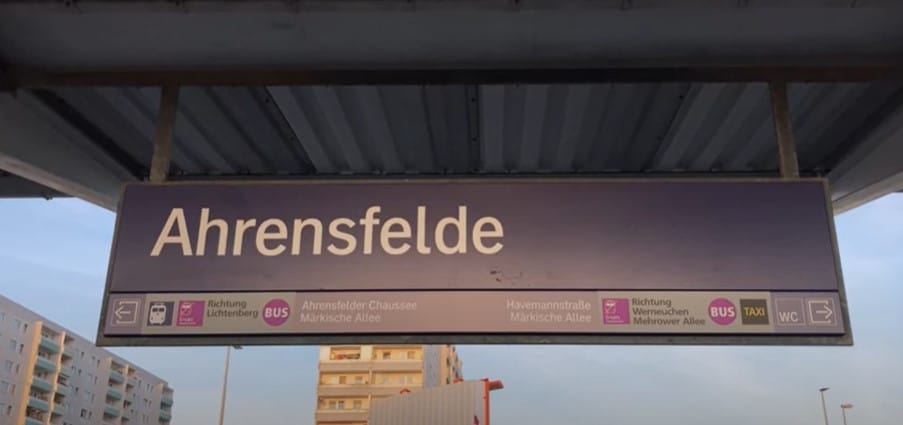 Ahrensfelde
Richtung
Lichtenberg
BUS
Ahrensfelder Chaussee
Märkische Allee
Havemannstraße
Märkische Allee
Richtung
Werneuchen
Mehrower Allee
BUS
TAXI
WC